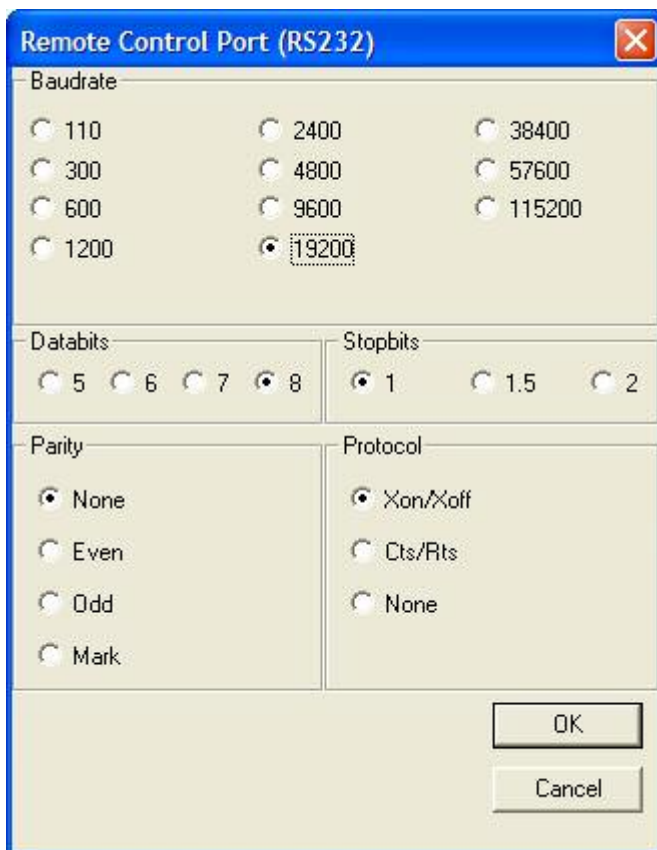 Remote Control Port (RS232)
Baudrate
110 2400 38400
300 4800 57600
600 9600 115200
1200 19200
Databits Stopbits
5 6 7 8 1 1.5 2
Parity Protocol
None Xon/Xoff
Even Cts/Rts
Odd None
Mark
OK
Cancel